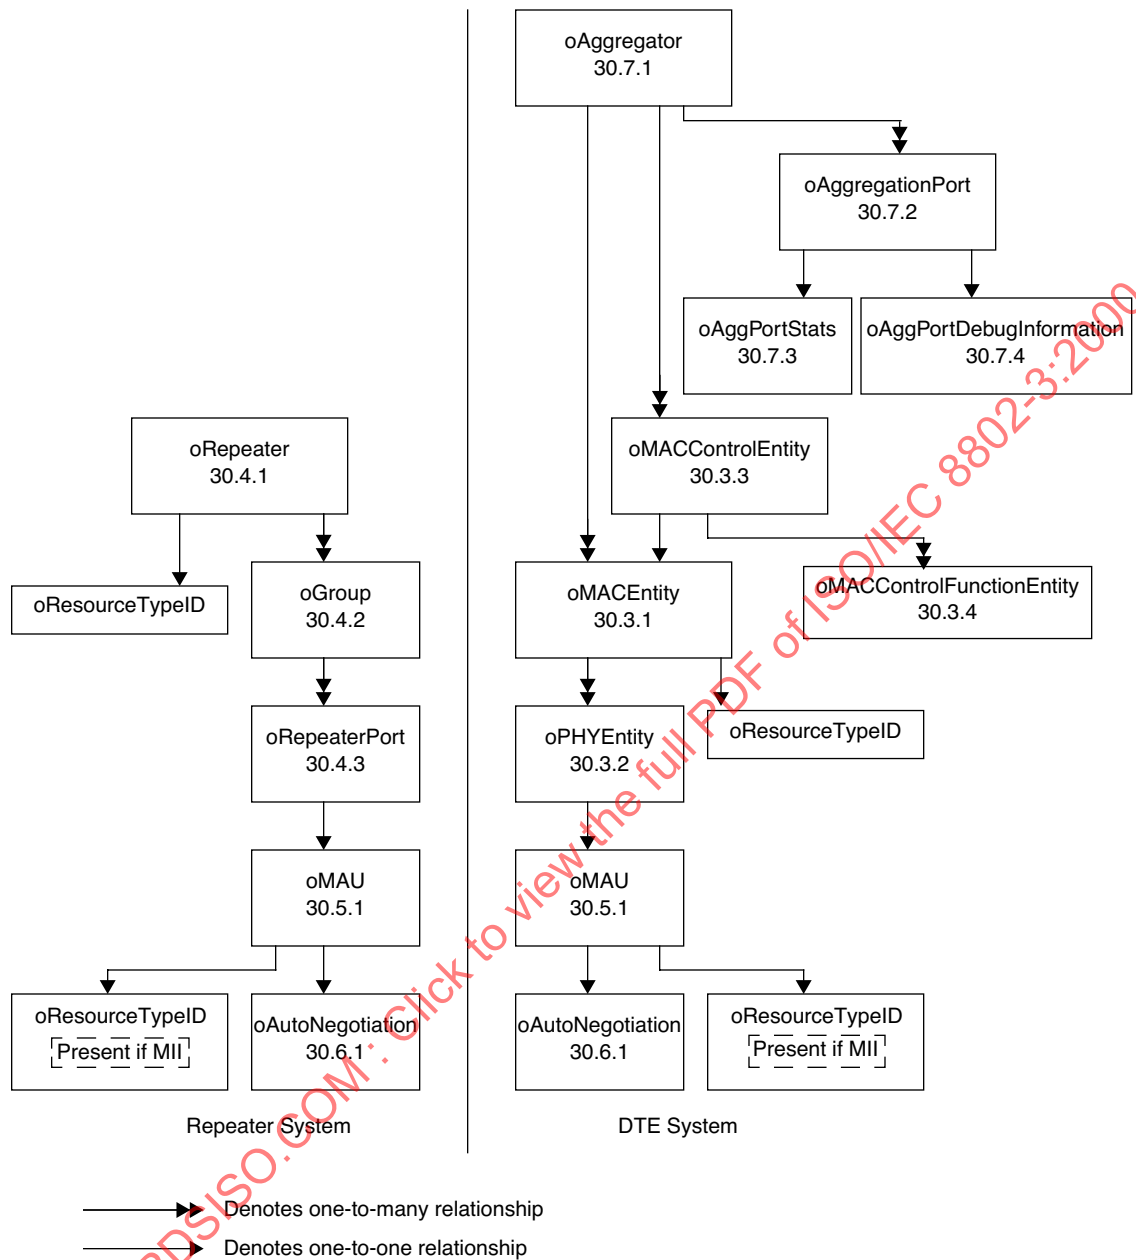 oAggregator
30.7.1
oAggregationPort
30.7.2
oAggPortStats
30.7.3
oAggPortDebugInformation
30.7.4
oRepeater
30.4.1
oMACControlEntity
30.3.3
oResourceTypeID
oGroup
30.4.2
oMACEntity
30.3.1
oMACControlFunctionEntity
30.3.4
oRepeaterPort
30.4.3
oPHYEntity
30.3.2
oResourceTypeID
oMAU
30.5.1
oMAU
30.5.1
oResourceTypeID
Present if MII
oAutoNegotiation
30.6.1
oAutoNegotiation
30.6.1
oResourceTypeID
Present if MII
Repeater System
DTE System
Denotes one-to-many relationship
Denotes one-to-one relationship
DSISO.COM : Click to view the full PDF of ISO/IEC 8802-3:2000